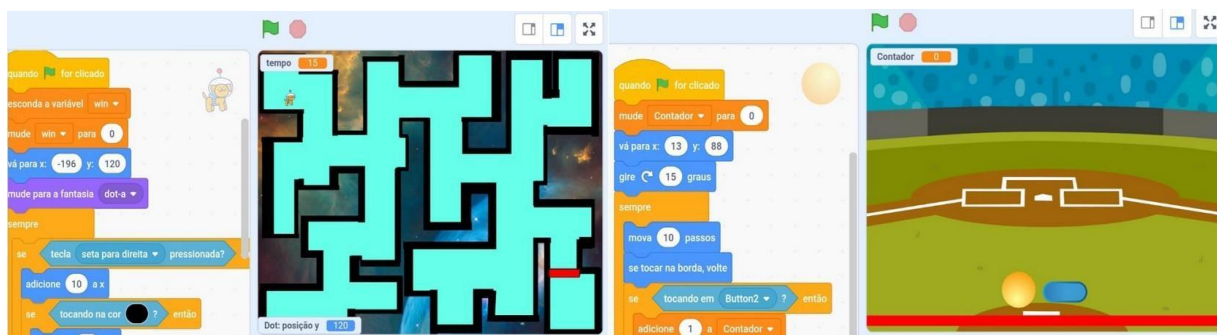 quando for clicado
esconda a variável win
mude win para 0
vá para x: -196 y: 120
mude para a fantasia dot-a
sempre
se tecla seta para direita pressionada?
adicione 10 a x
se tocando na cor ? então
tempo 15
Dot: posição y 120
quando for clicado
mude Contador para 0
vá para x: 13 y: 88
gire 15 graus
sempre
mova 10 passos
se tocar na borda, volte
se tocando em Button2 ? então
adicione 1 a Contador
Contador 0